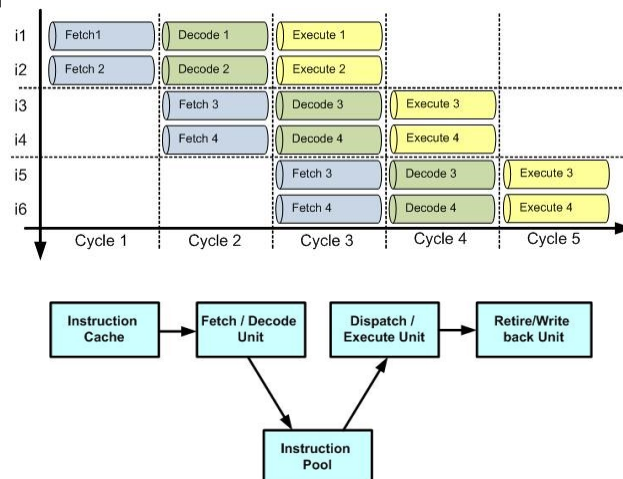 i1 Fetch1 Decode 1 Execute 1
i2 Fetch 2 Decode 2 Execute 2
i3 Fetch 3 Decode 3 Execute 3
i4 Fetch 4 Decode 4 Execute 4
i5 Fetch 3 Decode 3 Execute 3
i6 Fetch 4 Decode 4 Execute 4
Cycle 1 Cycle 2 Cycle 3 Cycle 4 Cycle 5
Instruction
Cache
Fetch / Decode
Unit
Dispatch /
Execute Unit
Retire/Write
back Unit
Instruction
Pool